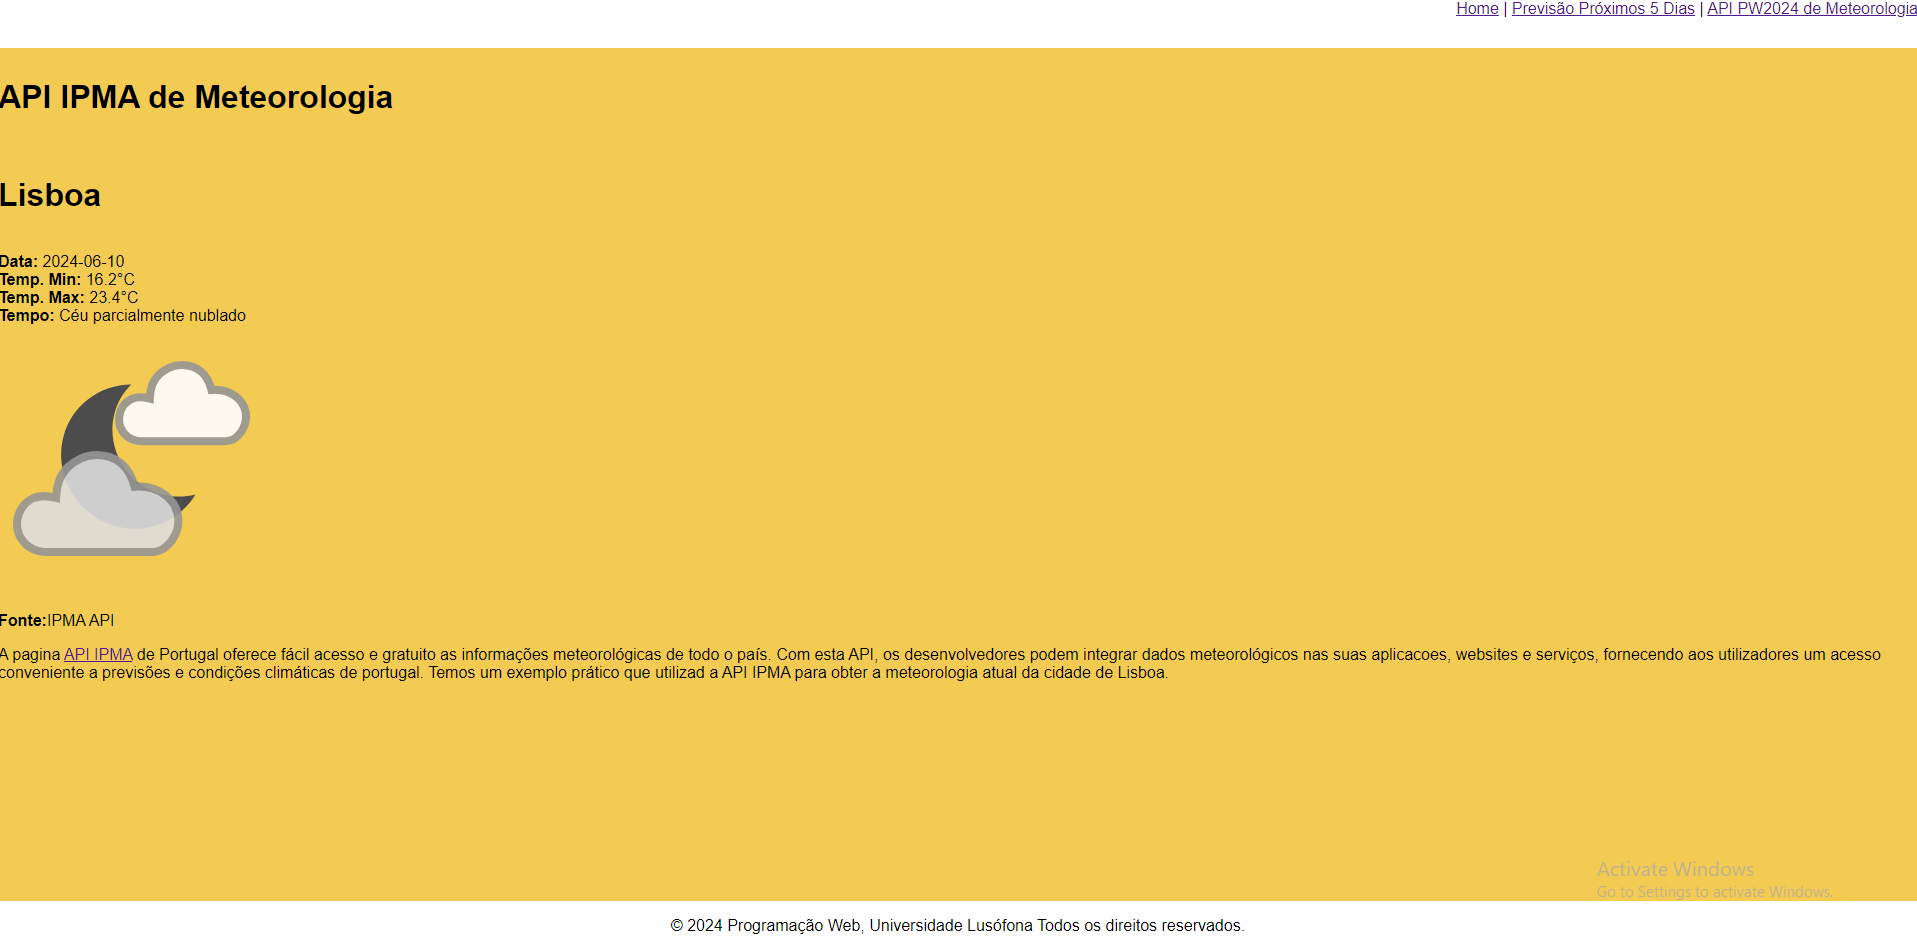 Home | Previsão Próximos 5 Dias | API PW2024 de Meteorologia
API IPMA de Meteorologia
Lisboa
Data: 2024-06-10
Temp. Min: 16.2°C
Temp. Max: 23.4°C
Tempo: Céu parcialmente nublado
Fonte:IPMA API
A pagina API IPMA de Portugal oferece fácil acesso e gratuito as informações meteorológicas de todo o país. Com esta API, os desenvolvedores podem integrar dados meteorológicos nas suas aplicacoes, websites e serviços, fornecendo aos utilizadores um acesso
conveniente a previsões e condições climáticas de portugal. Temos um exemplo prático que utilizad a API IPMA para obter a meteorologia atual da cidade de Lisboa.
Activate Windows
Go to Settings to activate Windows.
© 2024 Programação Web, Universidade Lusófona Todos os direitos reservados.